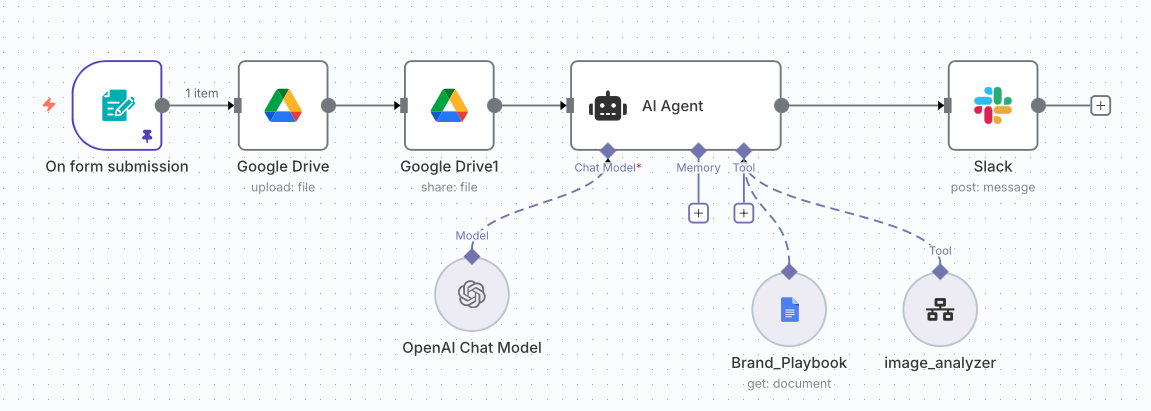 1 item
AI Agent
On form submission
Google Drive
upload: file
Google Drive1
share: file
Chat Model*
Memory
Tool
Slack
post: message
Model
Tool
OpenAI Chat Model
Brand_Playbook
get: document
image_analyzer